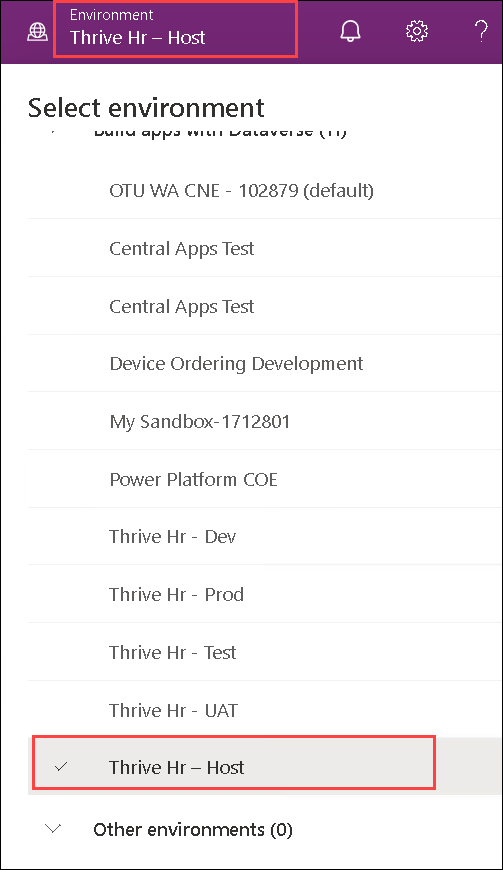 Environment
Thrive Hr – Host
?
Select environment
Build apps with Dataverse (11)
OTU WA CNE - 102879 (default)
Central Apps Test
Central Apps Test
Device Ordering Development
My Sandbox-1712801
Power Platform COE
Thrive Hr - Dev
Thrive Hr - Prod
Thrive Hr - Test
Thrive Hr - UAT
Thrive Hr – Host
Other environments (0)